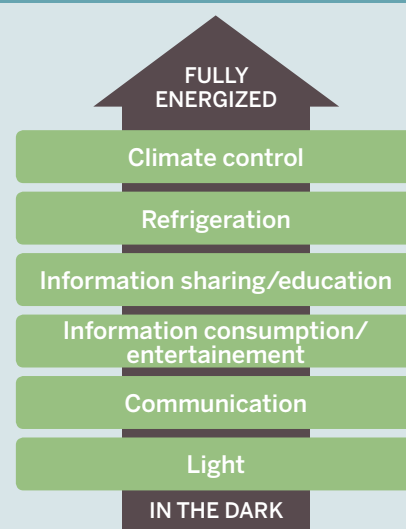 FULLY
ENERGIZED
Climate control
Refrigeration
Information sharing/education
Information consumption/
entertainement
Communication
Light
IN THE DARK